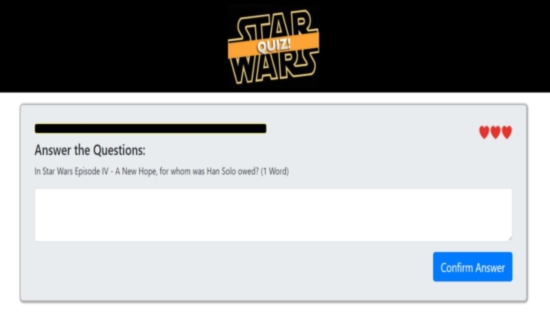 STAR
QUIZ!
WARS
Answer the Questions:
In Star Wars Episode IV - A New Hope, for whom was Han Solo owed? (1 Word)
Confirm Answer